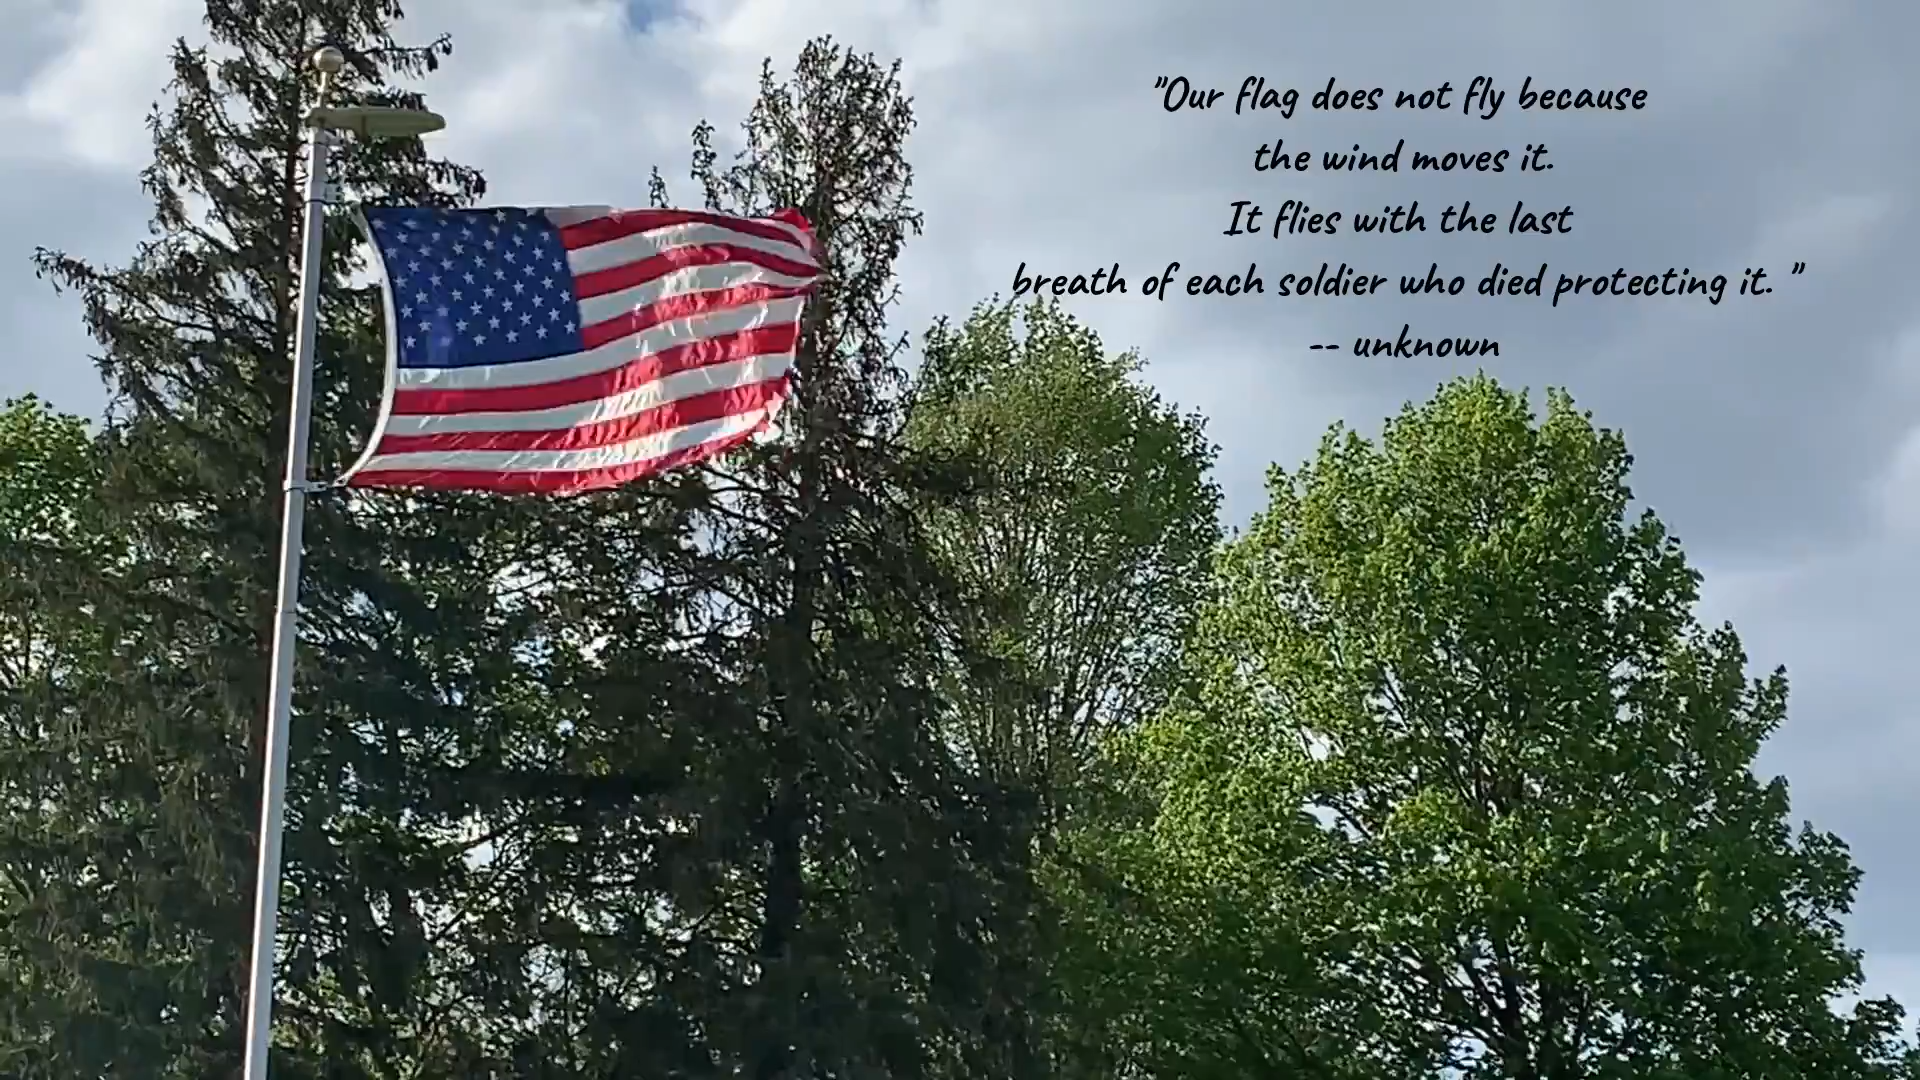 "Our flag does not fly because
the wind moves it.
It flies with the last
breath of each soldier who died protecting it. "
-- unknown